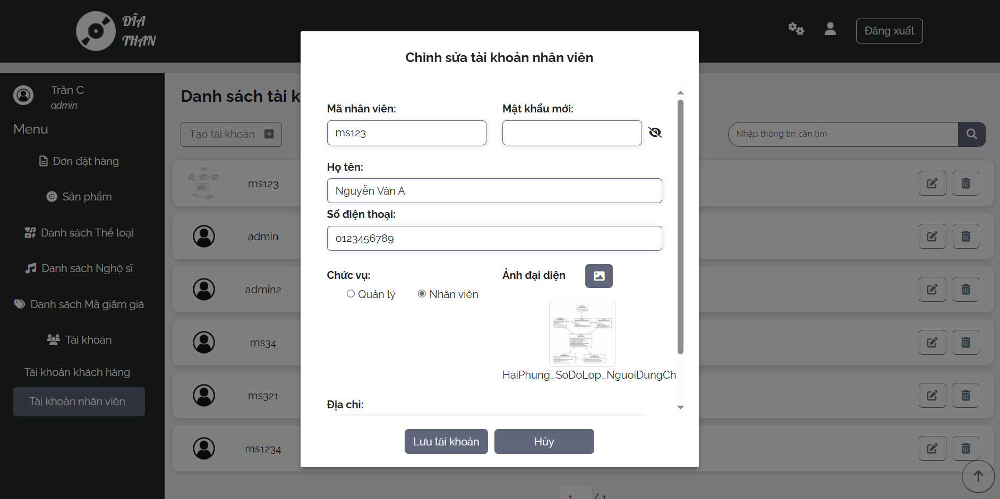 ĐĨA
THAN
Đăng xuất
Trần C
admin
Menu
Đơn đặt hàng
Sản phẩm
Danh sách Thể loại
Danh sách Nghệ sĩ
Danh sách Mã giảm giá
Tài khoản
Tài khoản khách hàng
Tài khoản nhân viên
Danh sách tài k
Tạo tài khoản
Nhập thông tin cần tìm
ms123
admin
admin2
ms34
ms321
ms1234
1 / 1
Chỉnh sửa tài khoản nhân viên
Mã nhân viên:
Mật khẩu mới:
ms123
Họ tên:
Nguyễn Văn A
Số điện thoại:
0123456789
Chức vụ:
Quản lý
Nhân viên
Ảnh đại diện
HaiPhung_SoDoLop_NguoiDungCh
Địa chỉ:
Lưu tài khoản
Hủy